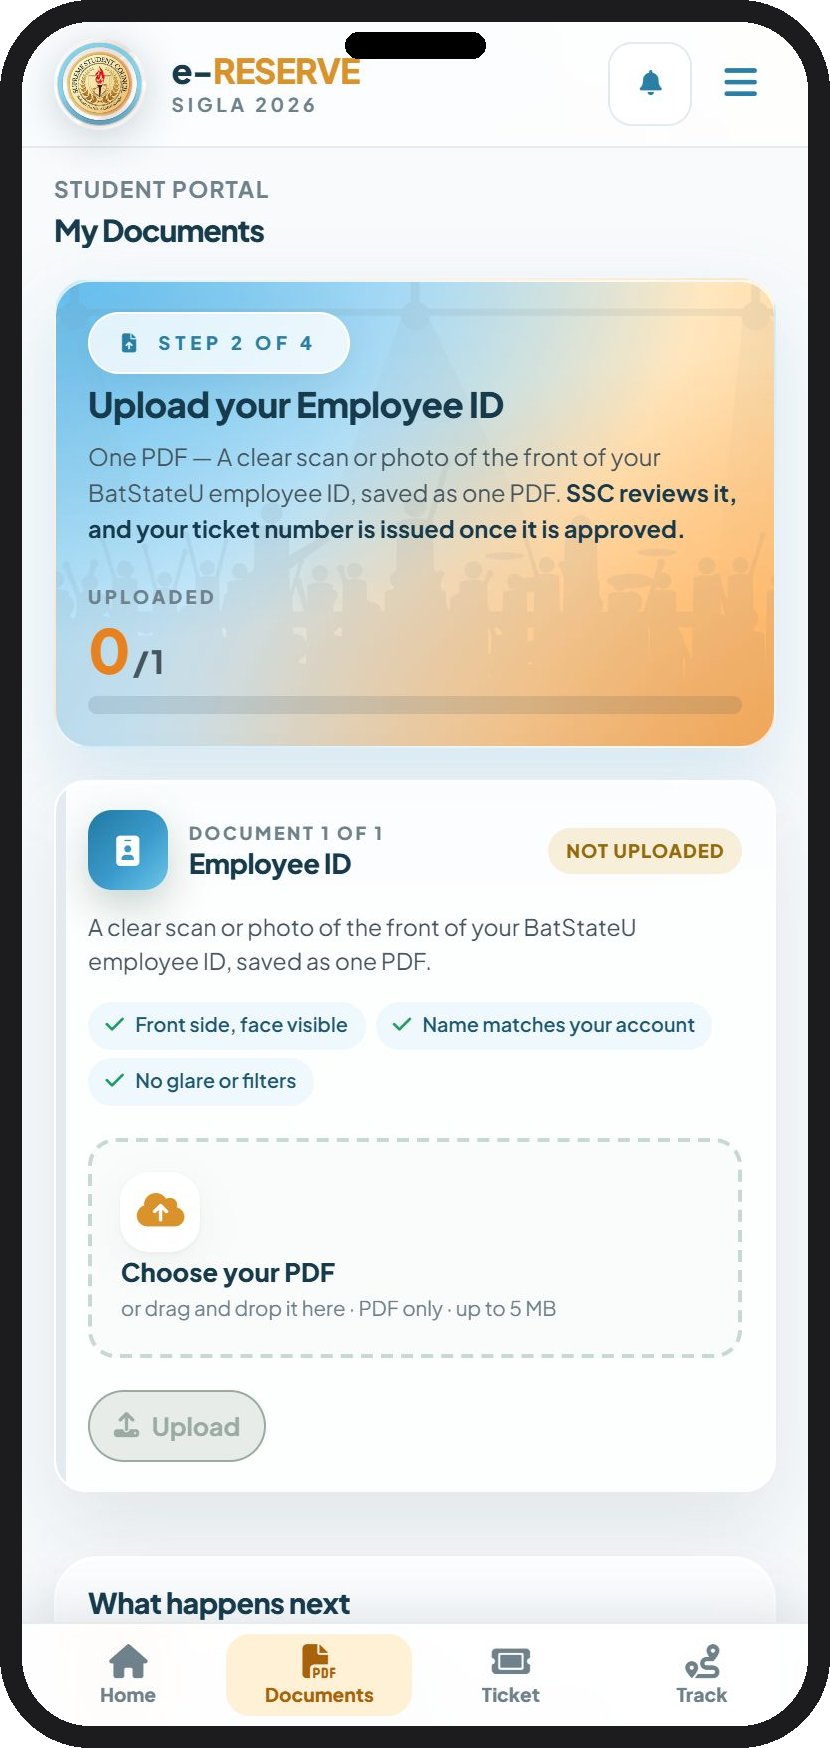 SUPREME STUDENT COUNCIL
e-RESERVE
SIGLA 2026
STUDENT PORTAL
My Documents
STEP 2 OF 4
Upload your Employee ID
One PDF — A clear scan or photo of the front of your
BatStateU employee ID, saved as one PDF. SSC reviews it,
and your ticket number is issued once it is approved.
UPLOADED
0/1
DOCUMENT 1 OF 1
Employee ID
NOT UPLOADED
A clear scan or photo of the front of your BatStateU
employee ID, saved as one PDF.
Front side, face visible
Name matches your account
No glare or filters
Choose your PDF
or drag and drop it here · PDF only · up to 5 MB
Upload
What happens next
PDF
Home
Documents
Ticket
Track